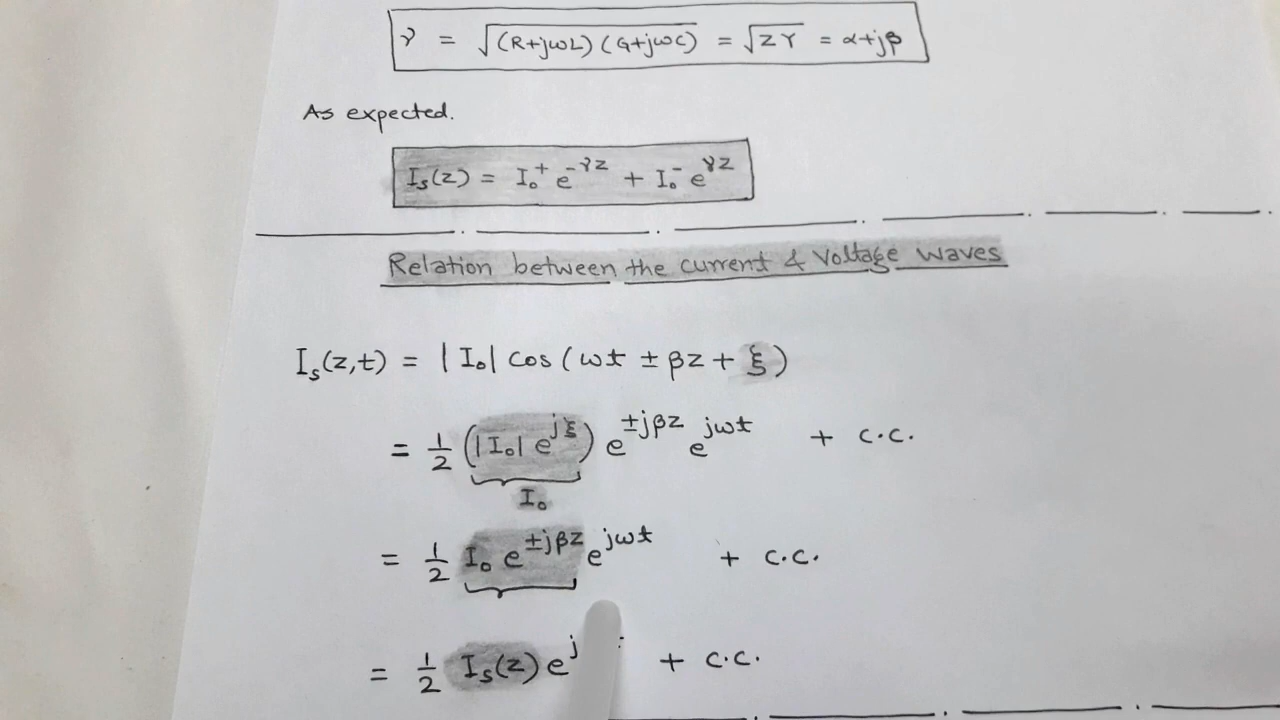 γ = √(R+jωL) (G+jωC) = √ZY = α+jβ
As expected.
I_s(z) = I_0^+ e^{-γz} + I_0^- e^{γz}
Relation between the current & voltage waves
I_s(z,t) = |I_0| cos(ωt ± βz + ξ)
= 1/2 (|I_0| e^{jξ}) e^{±jβz} e^{jωt} + c.c.
I_0
= 1/2 I_0 e^{±jβz} e^{jωt} + c.c.
= 1/2 I_s(z) e^{j + c.c.